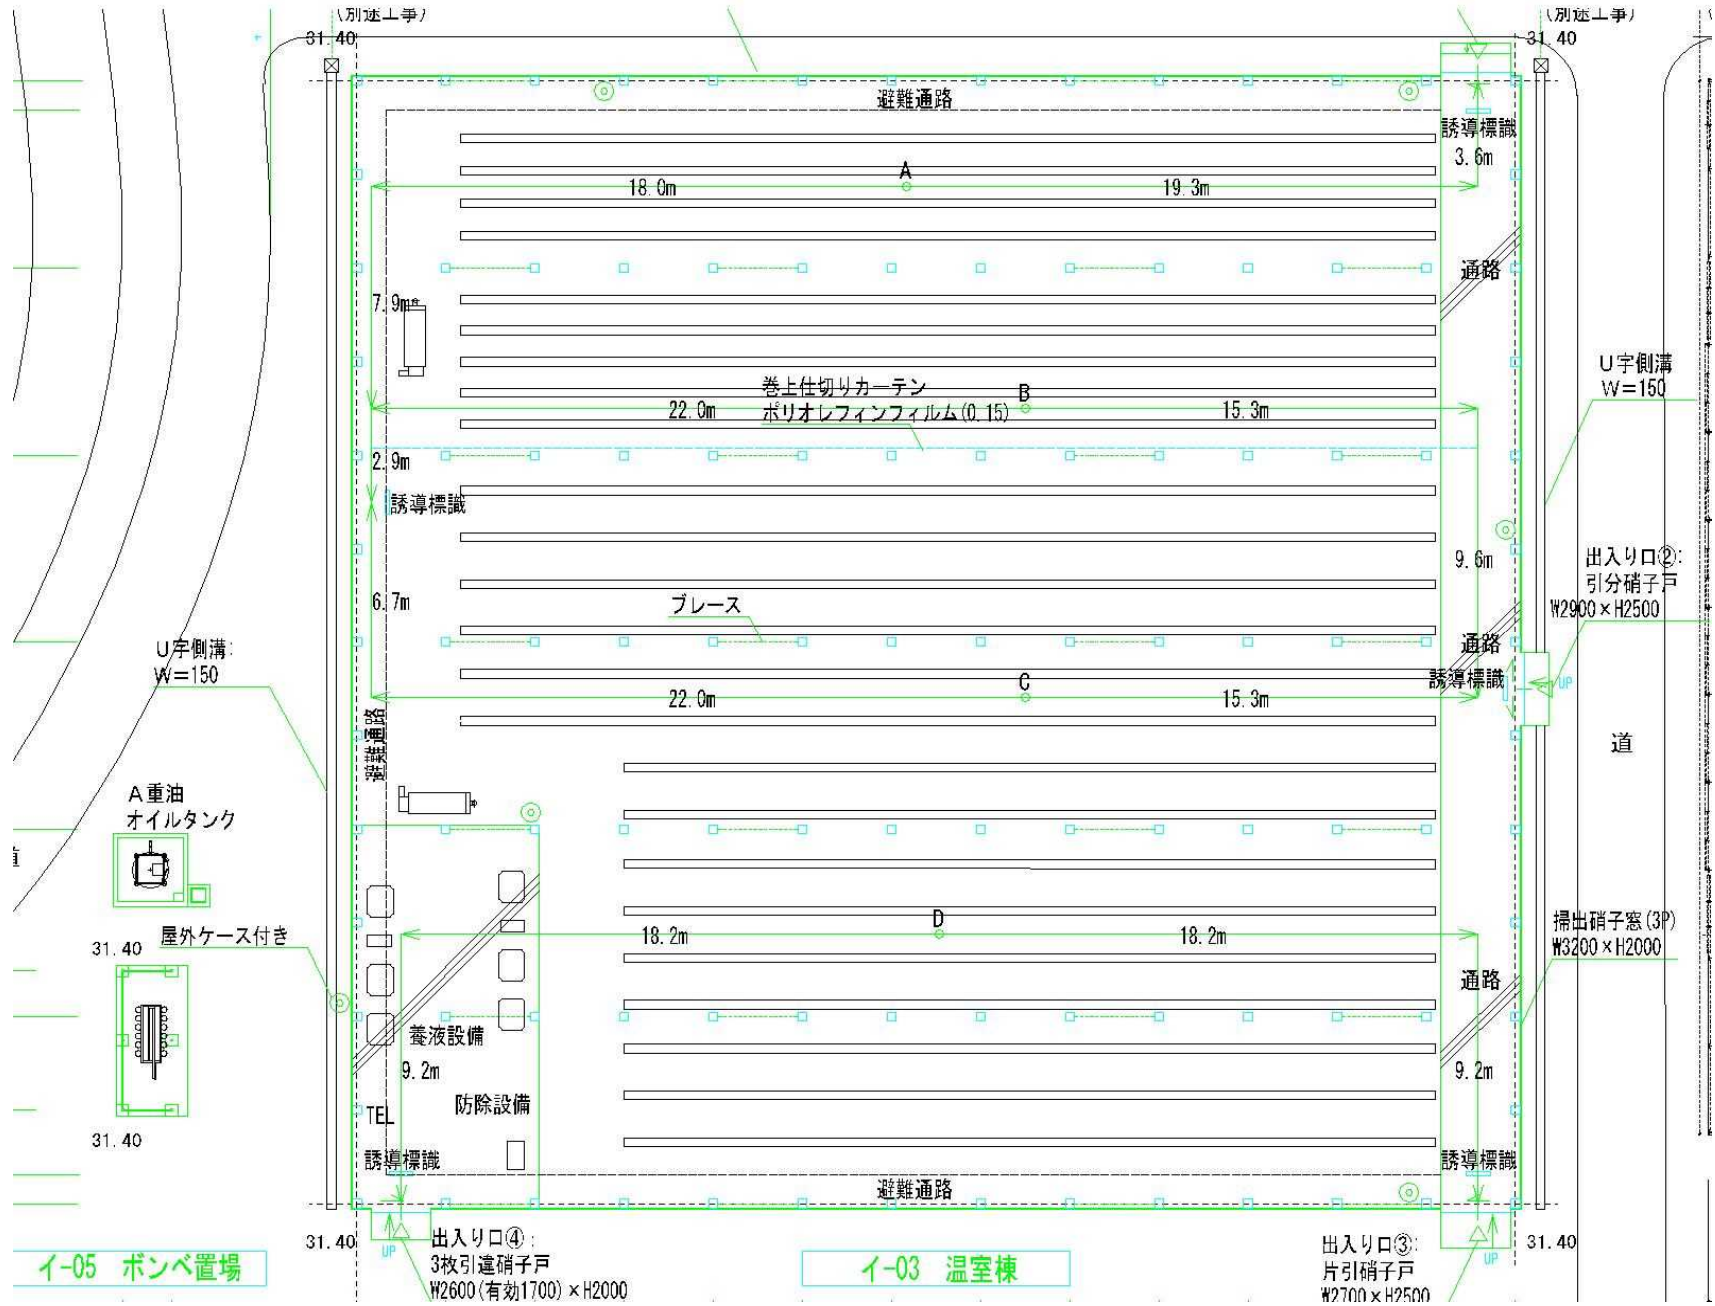 (別途工事)
(別途工事)
31.40
31.40
避難通路
誘導標識
3.6m
A
18.0m
19.3m
通路
7.9m
U字側溝
W=150
巻上仕切りカーテン
ポリオレフィンフィルム(0.15)
B
22.0m
15.3m
2.9m
誘導標識
9.6m
出入り口②:
引分硝子戸
W2900×H2500
6.7m
ブレース
通路
U字側溝:
W=150
誘導標識
UP
C
22.0m
15.3m
避難通路
道
A重油
オイルタンク
道
掃出硝子窓(3P)
W3200×H2000
D
18.2m
18.2m
屋外ケース付き
31.40
通路
養液設備
9.2m
9.2m
防除設備
TEL
31.40
誘導標識
誘導標識
避難通路
31.40
UP
出入り口④:
3枚引違硝子戸
W2600(有効1700)×H2000
出入り口③:
片引硝子戸
W2700×H2500
UP
31.40
イ-05 ボンベ置場
イ-03 温室棟